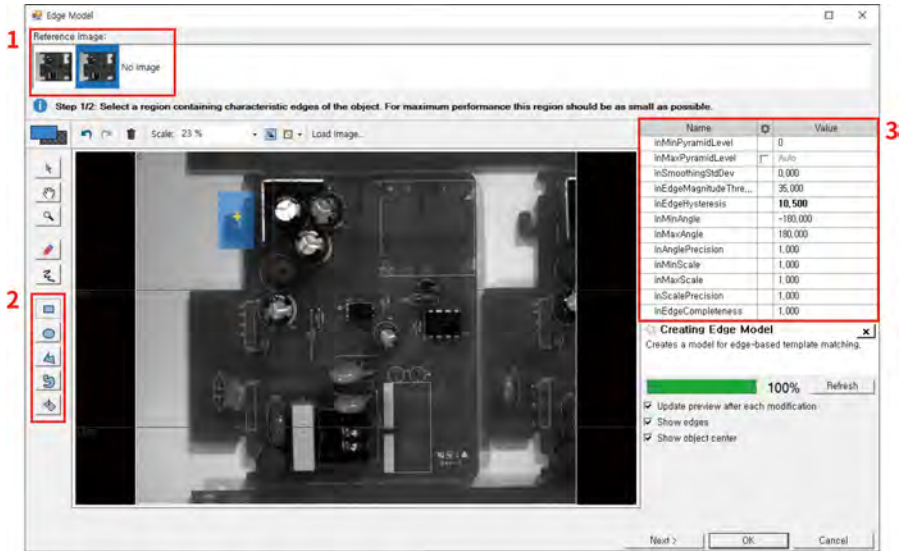 Edge Model
1
Reference Image:
No image
Step 1/2: Select a region containing characteristic edges of the object. For maximum performance this region should be as small as possible.
Scale: 23 %
Load Image...
3
Name Value
inMinPyramidLevel 0
inMaxPyramidLevel Auto
inSmoothingStdDev 0,000
inEdgeMagnitudeThre... 35,000
inEdgeHysteresis 10,500
inMinAngle -180,000
inMaxAngle 180,000
inAnglePrecision 1,000
inMinScale 1,000
inMaxScale 1,000
inScalePrecision 1,000
inEdgeCompleteness 1,000
2
Creating Edge Model x
Creates a model for edge-based template matching.
100% Refresh
Update preview after each modification
Show edges
Show object center
Next > OK Cancel